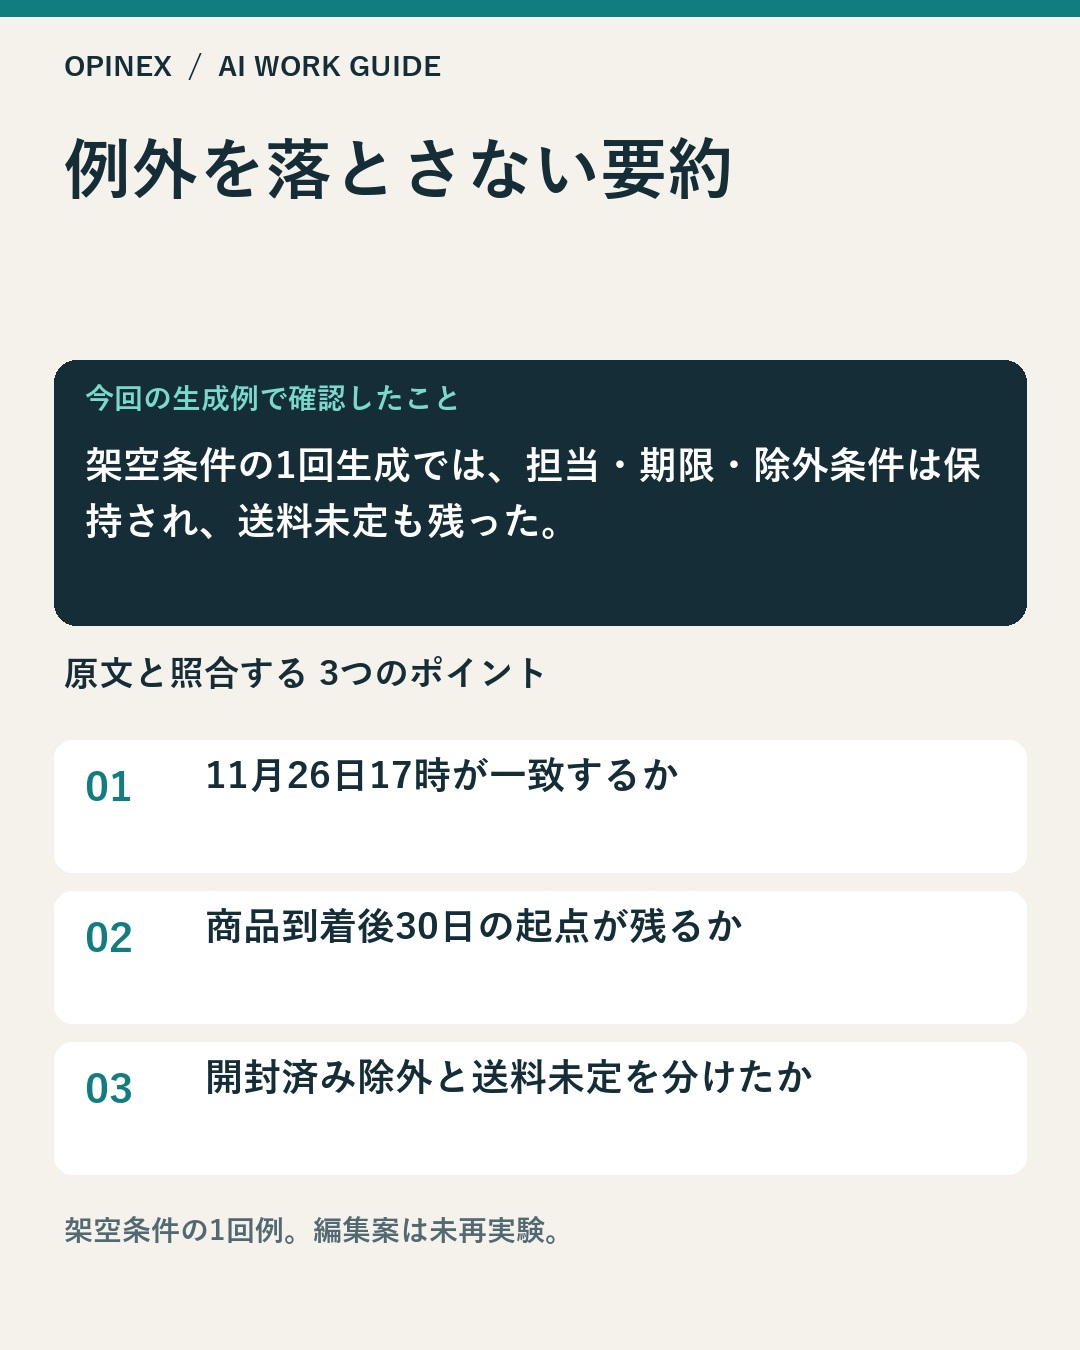 OPINEX / AI WORK GUIDE
例外を落とさない要約
今回の生成例で確認したこと
架空条件の1回生成では、担当・期限・除外条件は保
持され、送料未定も残った。
原文と照合する 3つのポイント
01 11月26日17時が一致するか
02 商品到着後30日の起点が残るか
03 開封済み除外と送料未定を分けたか
架空条件の1回例。編集案は未再実験。